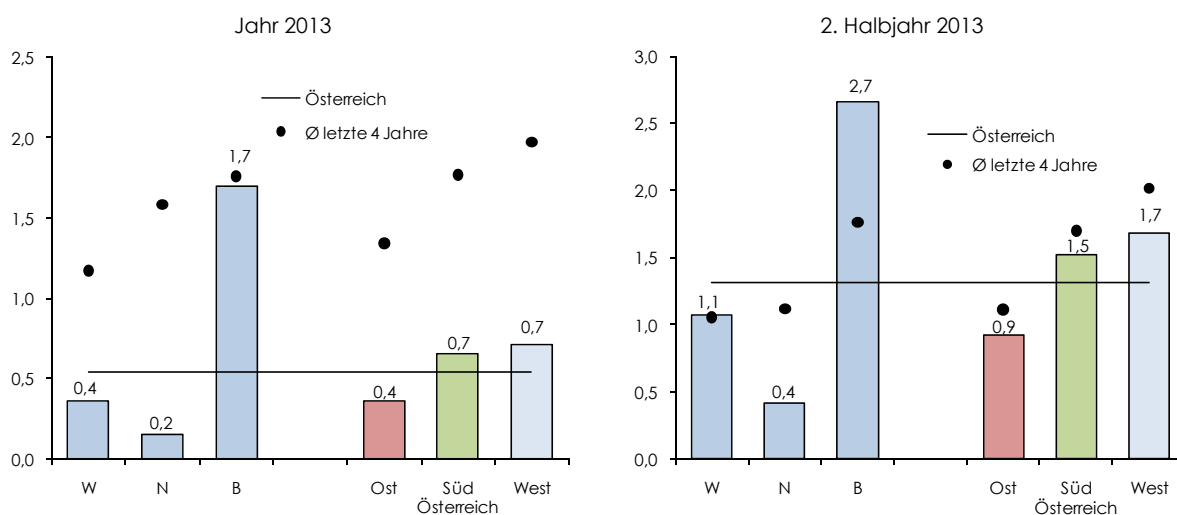 Jahr 2013
2,5
2,0
1,5
1,0
0,5
0,0
Österreich
Ø letzte 4 Jahre
0,4
0,2
1,7
0,4
0,7
0,7
W
N
B
Ost
Süd
West
Österreich
2. Halbjahr 2013
3,0
2,5
2,0
1,5
1,0
0,5
0,0
Österreich
Ø letzte 4 Jahre
1,1
0,4
2,7
0,9
1,5
1,7
W
N
B
Ost
Süd
West
Österreich